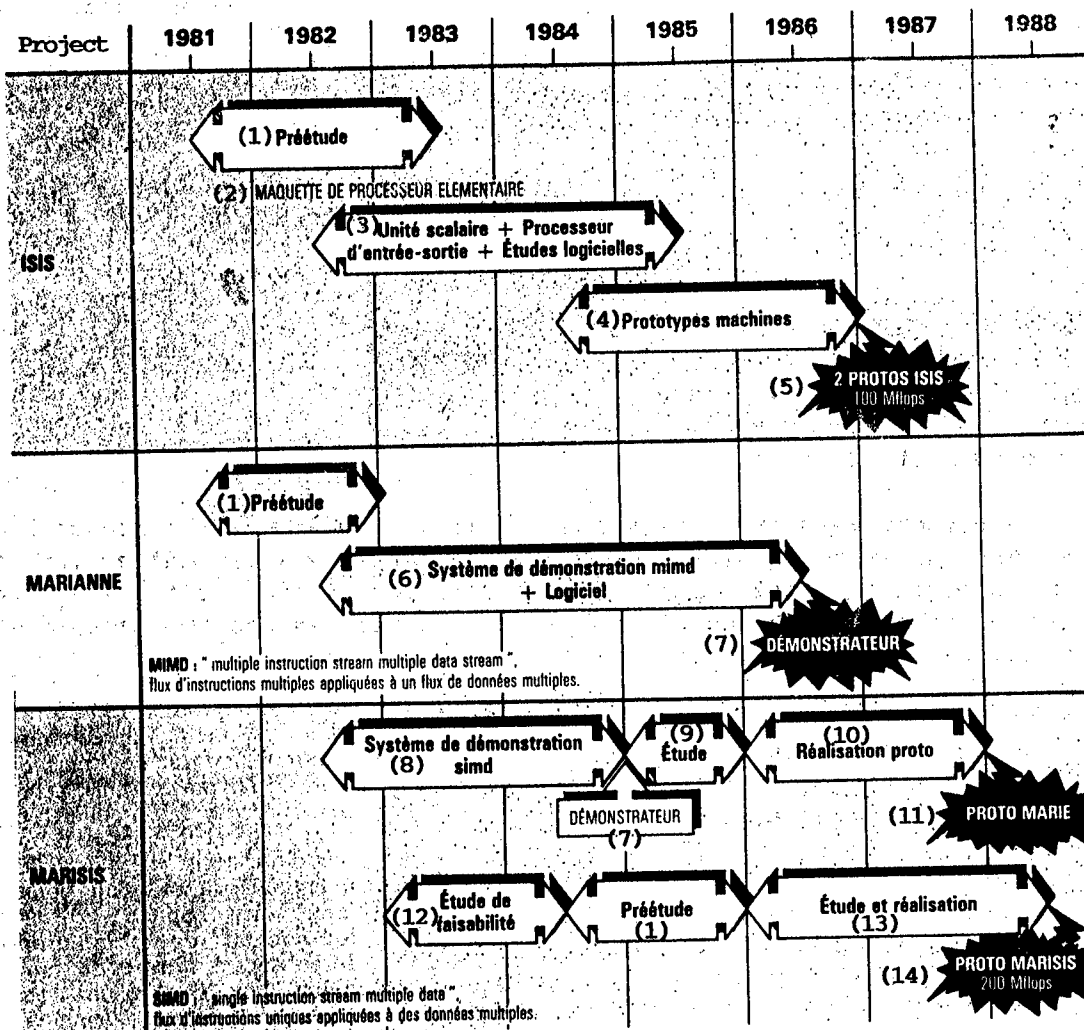 Project 1981 1982 1983 1984 1985 1986 1987 1988
(1) Préétude
(2) MAQUETTE DE PROCESSEUR ELEMENTAIRE
(3) Unité scalaire + Processeur
d'entrée-sortie + Études logicielles
ISIS
(4) Prototypes machines
(5) 2 PROTOS ISIS
100 Mflops
(1) Préétude
MARIANNE
(6) Système de démonstration mimd
+ Logiciel
(7) DÉMONSTRATEUR
MIMD : " multiple instruction stream multiple data stream ",
flux d'instructions multiples appliquées à un flux de données multiples.
Système de démonstration
(8) simd
(9)
Étude
(10)
Réalisation proto
DÉMONSTRATEUR
(7)
(11) PROTO MARIE
MARISIS
(12) Étude de
faisabilité
Préétude
(1)
Étude et réalisation
(13)
(14) PROTO MARISIS
200 Mflops
SIMD : " single instruction stream multiple data ",
flux d'instructions uniques appliquées à des données multiples.